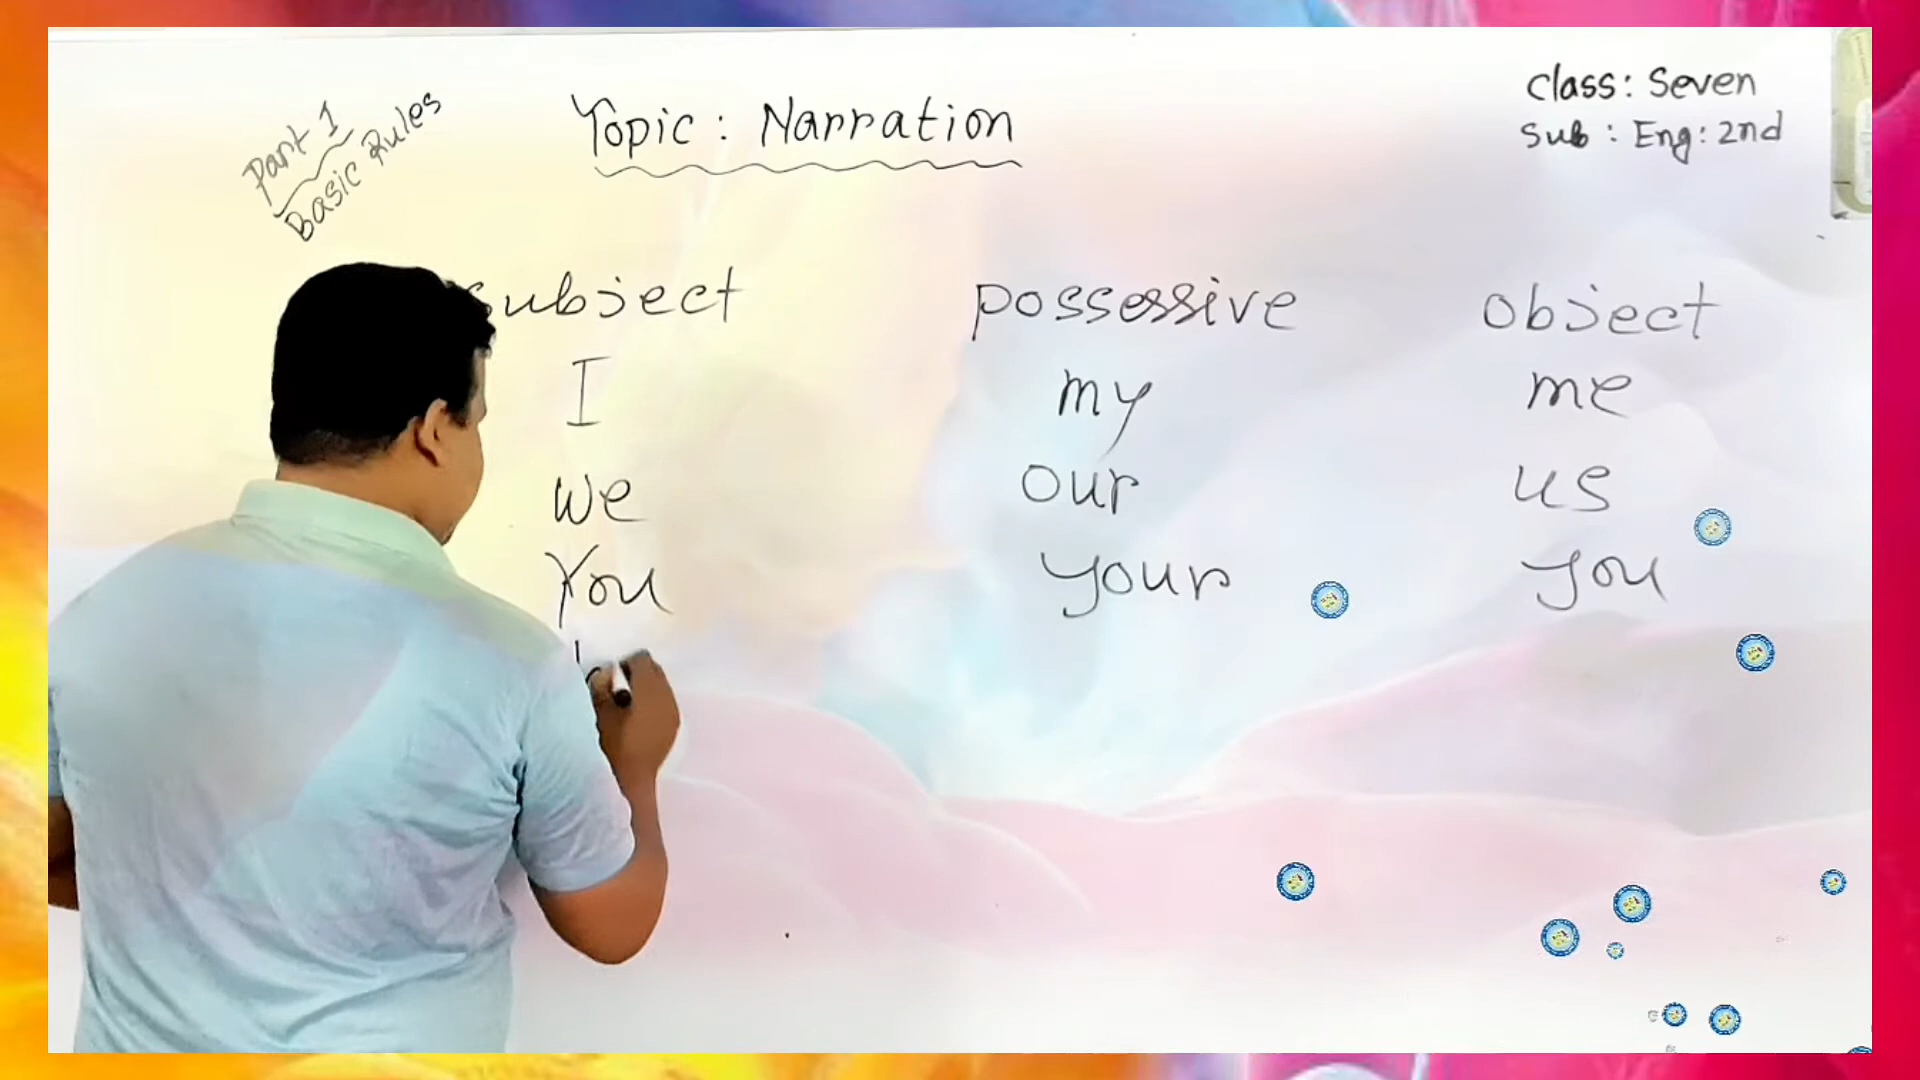 Part 1
Basic Rules
Topic: Narration
Class: Seven
Sub: Eng: 2nd
subject possessive object
I my me
We our us
You your you